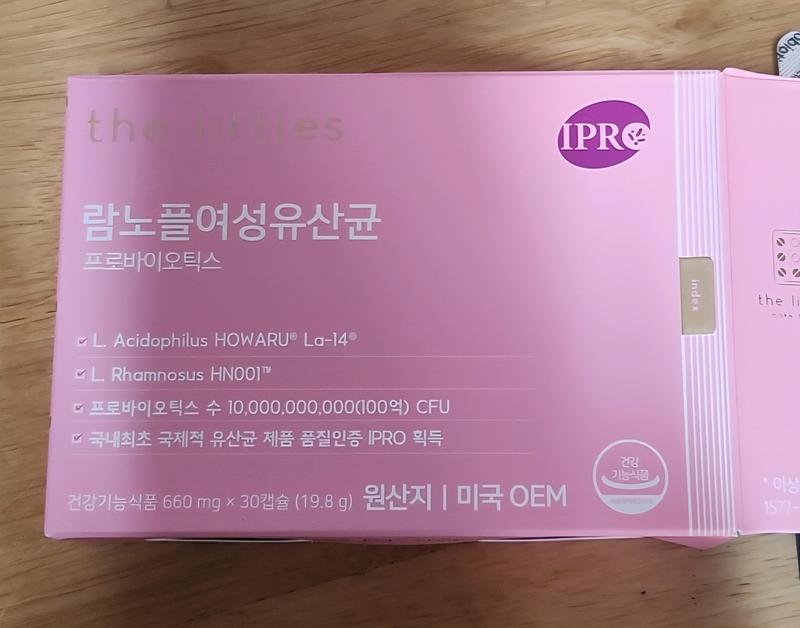 the littles
IPRO
람노플여성유산균
프로바이오틱스
L. Acidophilus HOWARU® La-14®
L. Rhamnosus HN001™
프로바이오틱스 수 10,000,000,000(100억) CFU
국내최초 국제적 유산균 제품 품질인증 IPRO 획득
건강기능식품 660 mg × 30캡슐 (19.8 g) 원산지 | 미국 OEM
건강
기능식품
index
the li
* 이상
1577-